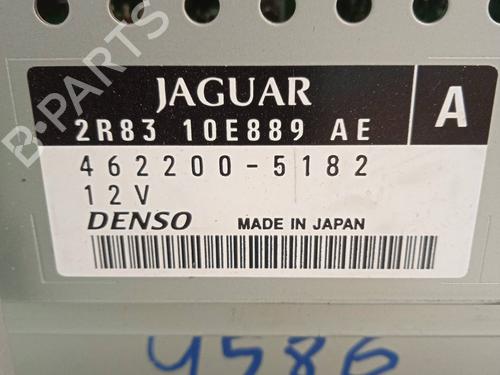 JAGUAR
2R83 10E889 AE
A
462200-5182
12V
DENSO MADE IN JAPAN
B-PARTS
4586